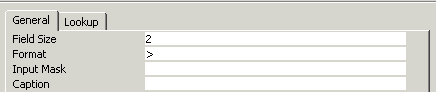 General Lookup
Field Size 2
Format >
Input Mask
Caption